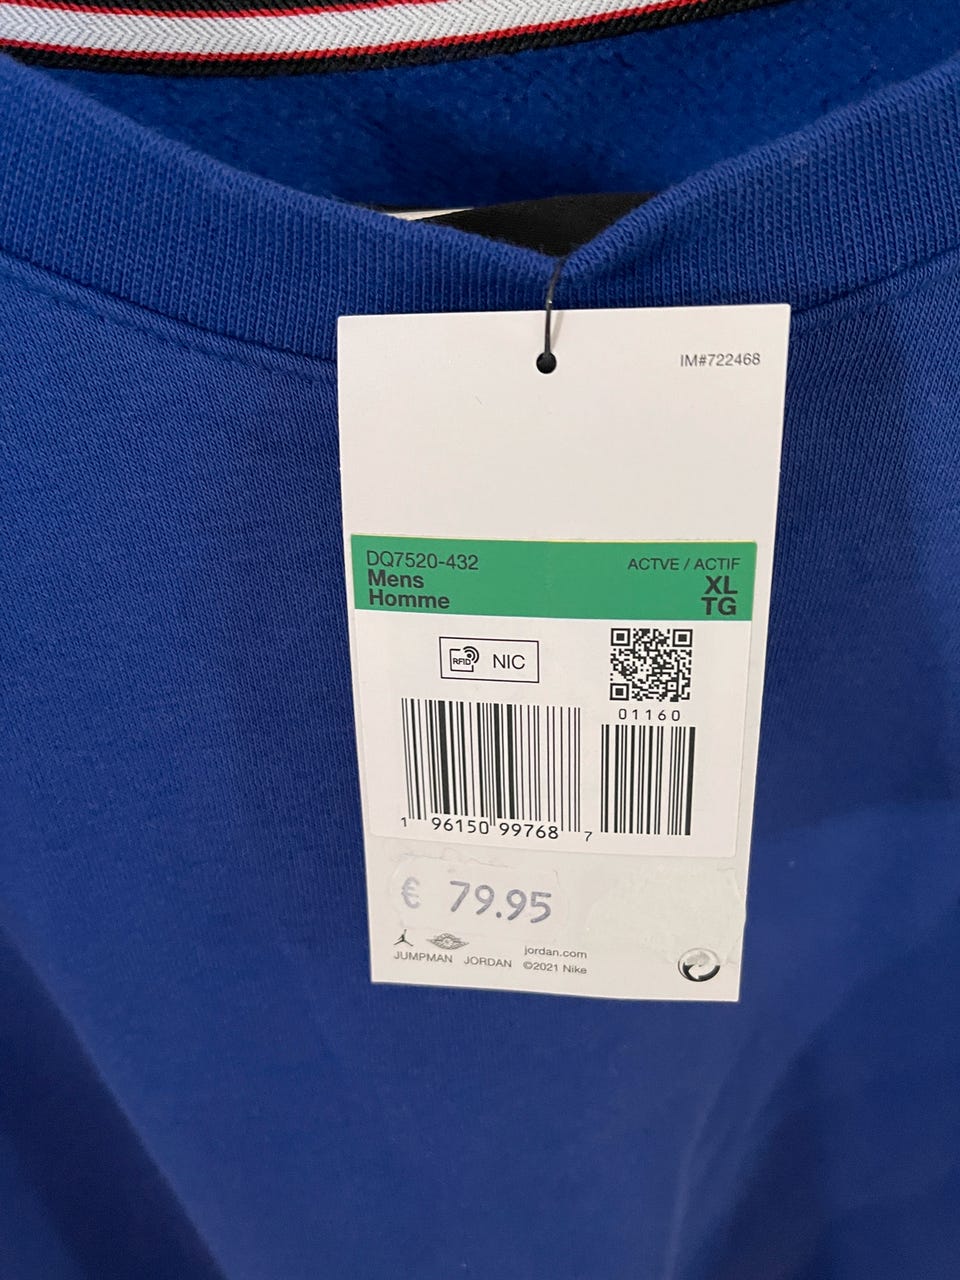 IM#722468
DQ7520-432
ACTVE / ACTIF
Mens
XL
Homme
TG
RFID NIC
01160
1 96150 99768 7
€ 79.95
jordan.com
JUMPMAN JORDAN ©2021 Nike